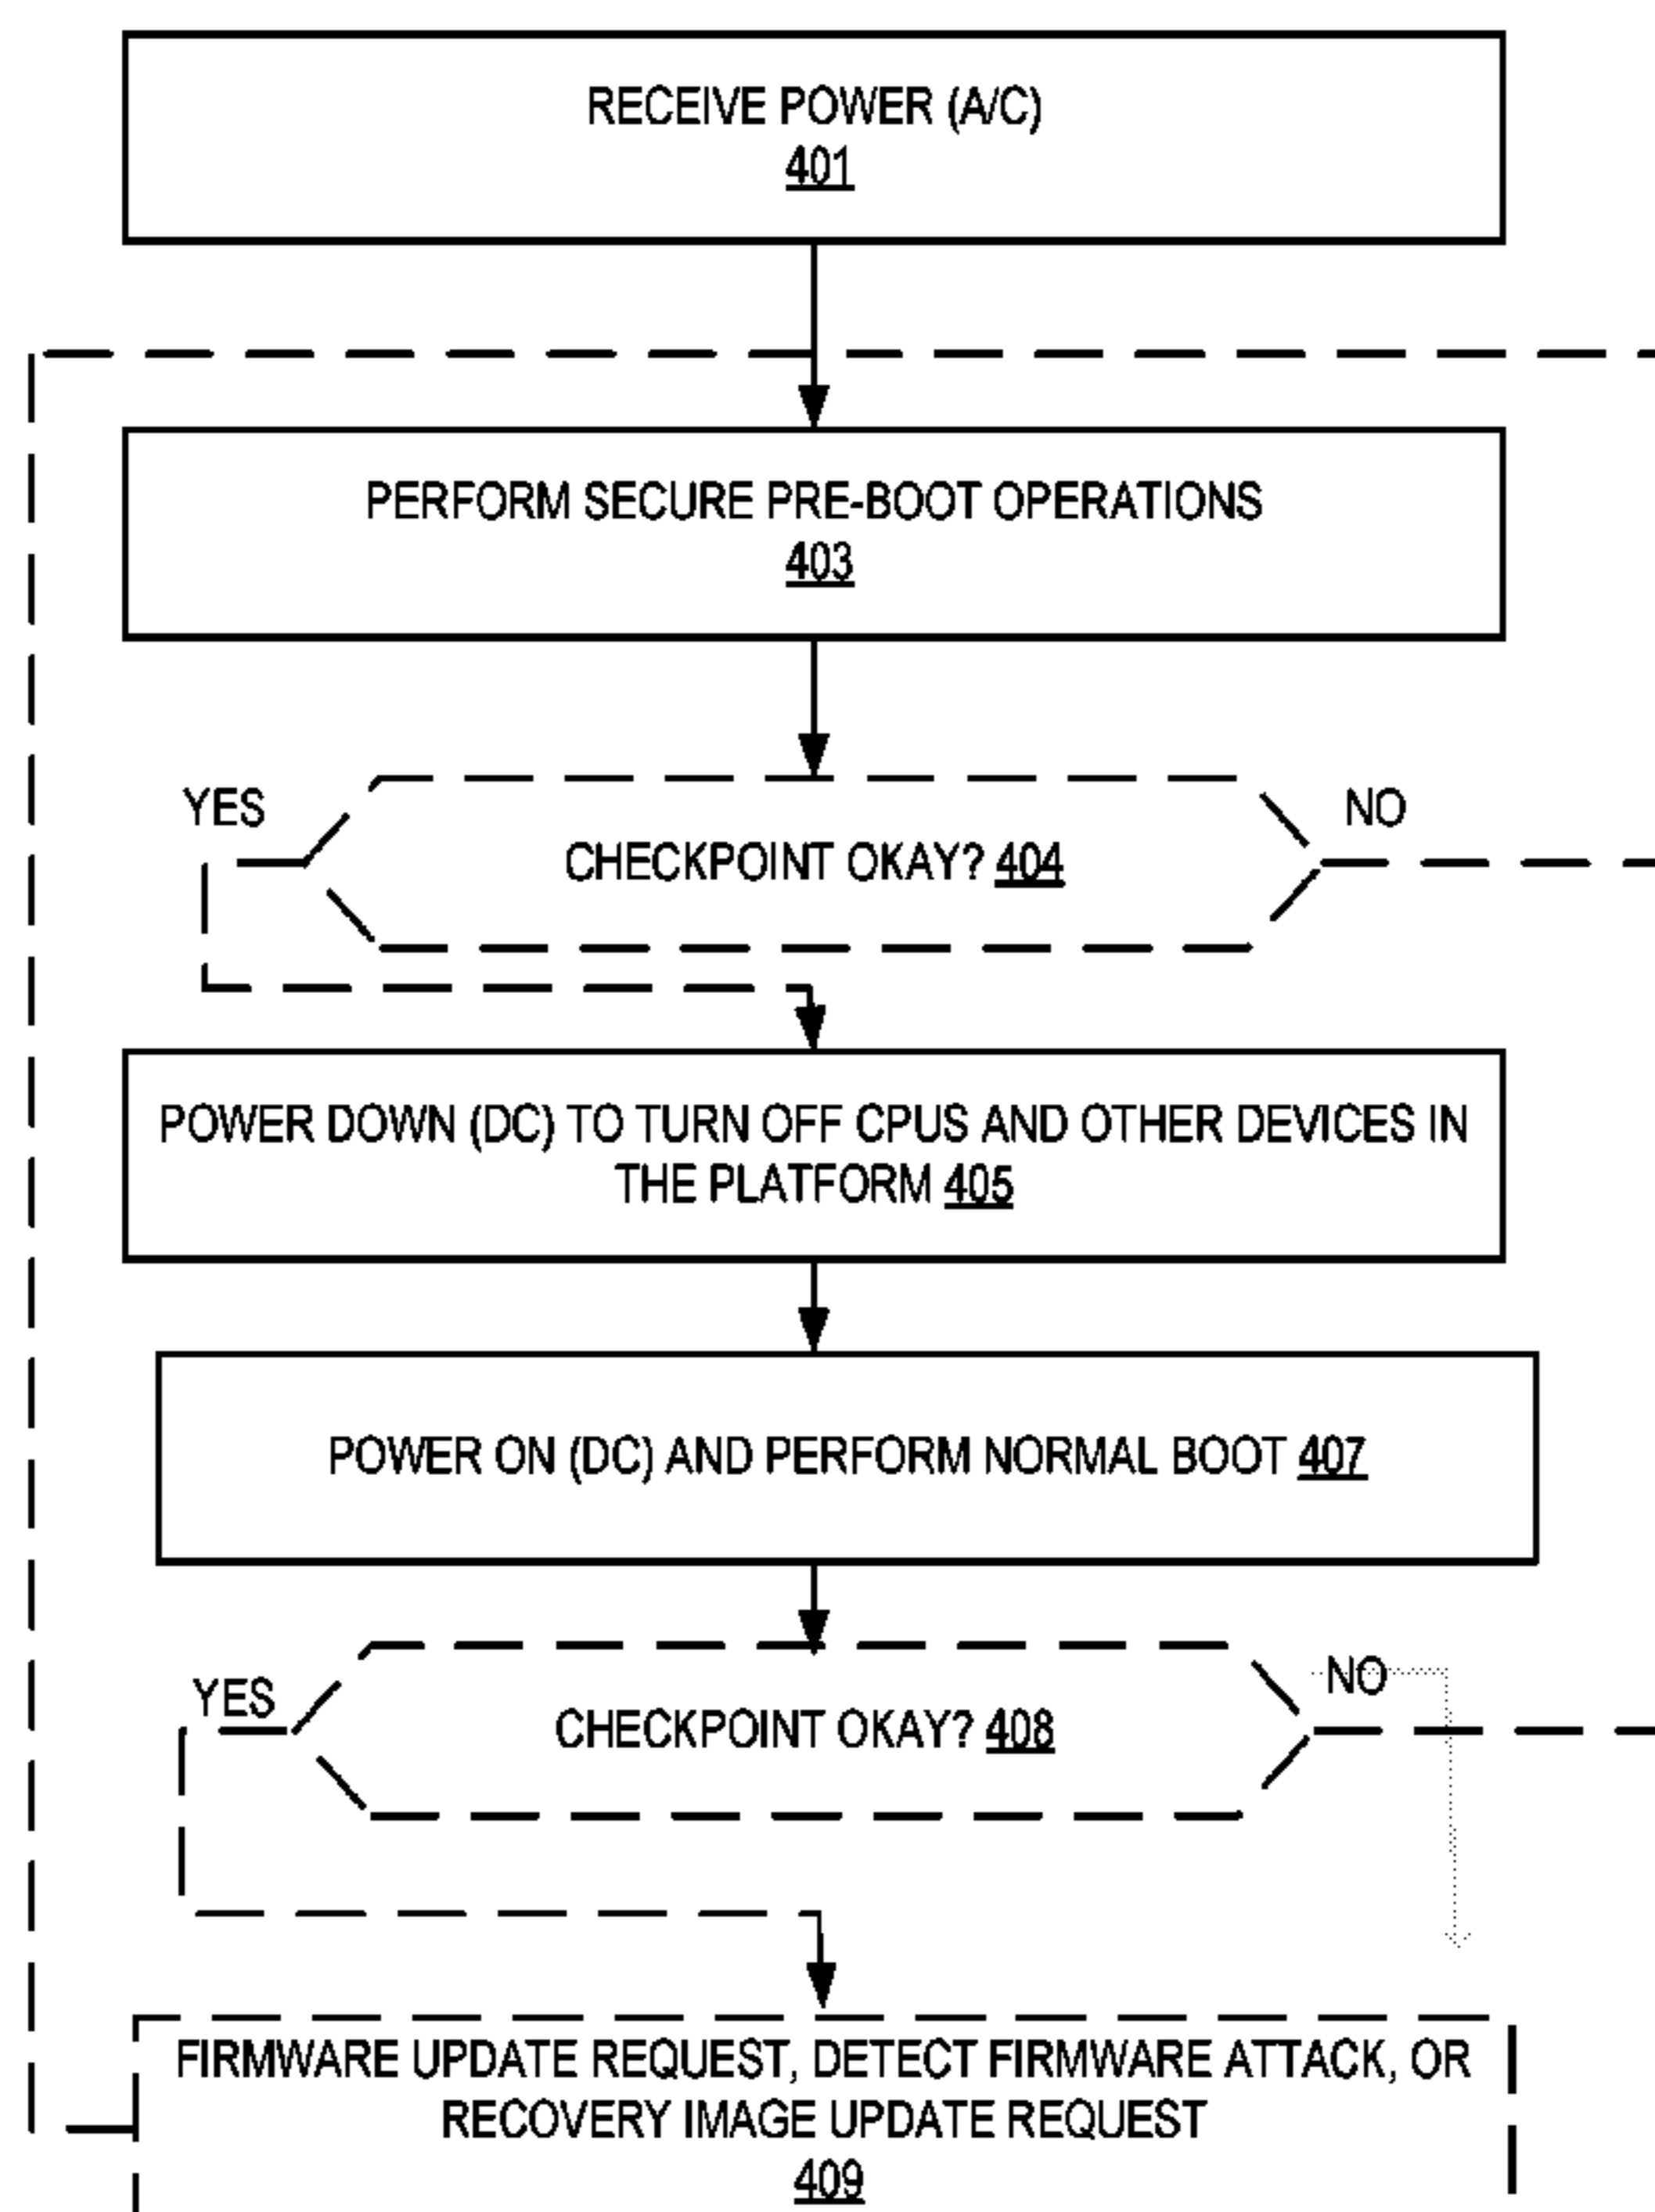 RECEIVE POWER (A/C)
401
PERFORM SECURE PRE-BOOT OPERATIONS
403
YES
NO
CHECKPOINT OKAY? 404
POWER DOWN (DC) TO TURN OFF CPUS AND OTHER DEVICES IN
THE PLATFORM 405
POWER ON (DC) AND PERFORM NORMAL BOOT 407
YES
NO
CHECKPOINT OKAY? 408
FIRMWARE UPDATE REQUEST, DETECT FIRMWARE ATTACK, OR
RECOVERY IMAGE UPDATE REQUEST
409